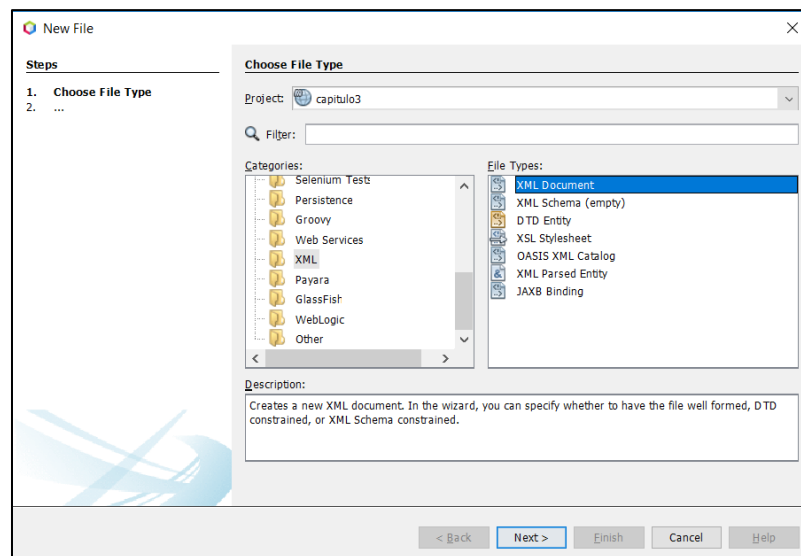 New File
Steps
1. Choose File Type
2. ...
Choose File Type
Project: capitulo3
Filter:
Categories:
Selenium Tests
Persistence
Groovy
Web Services
XML
Payara
GlassFish
WebLogic
Other
File Types:
XML Document
XML Schema (empty)
DTD Entity
XSL Stylesheet
OASIS XML Catalog
XML Parsed Entity
JAXB Binding
Description:
Creates a new XML document. In the wizard, you can specify whether to have the file well formed, DTD
constrained, or XML Schema constrained.
< Back
Next >
Finish
Cancel
Help